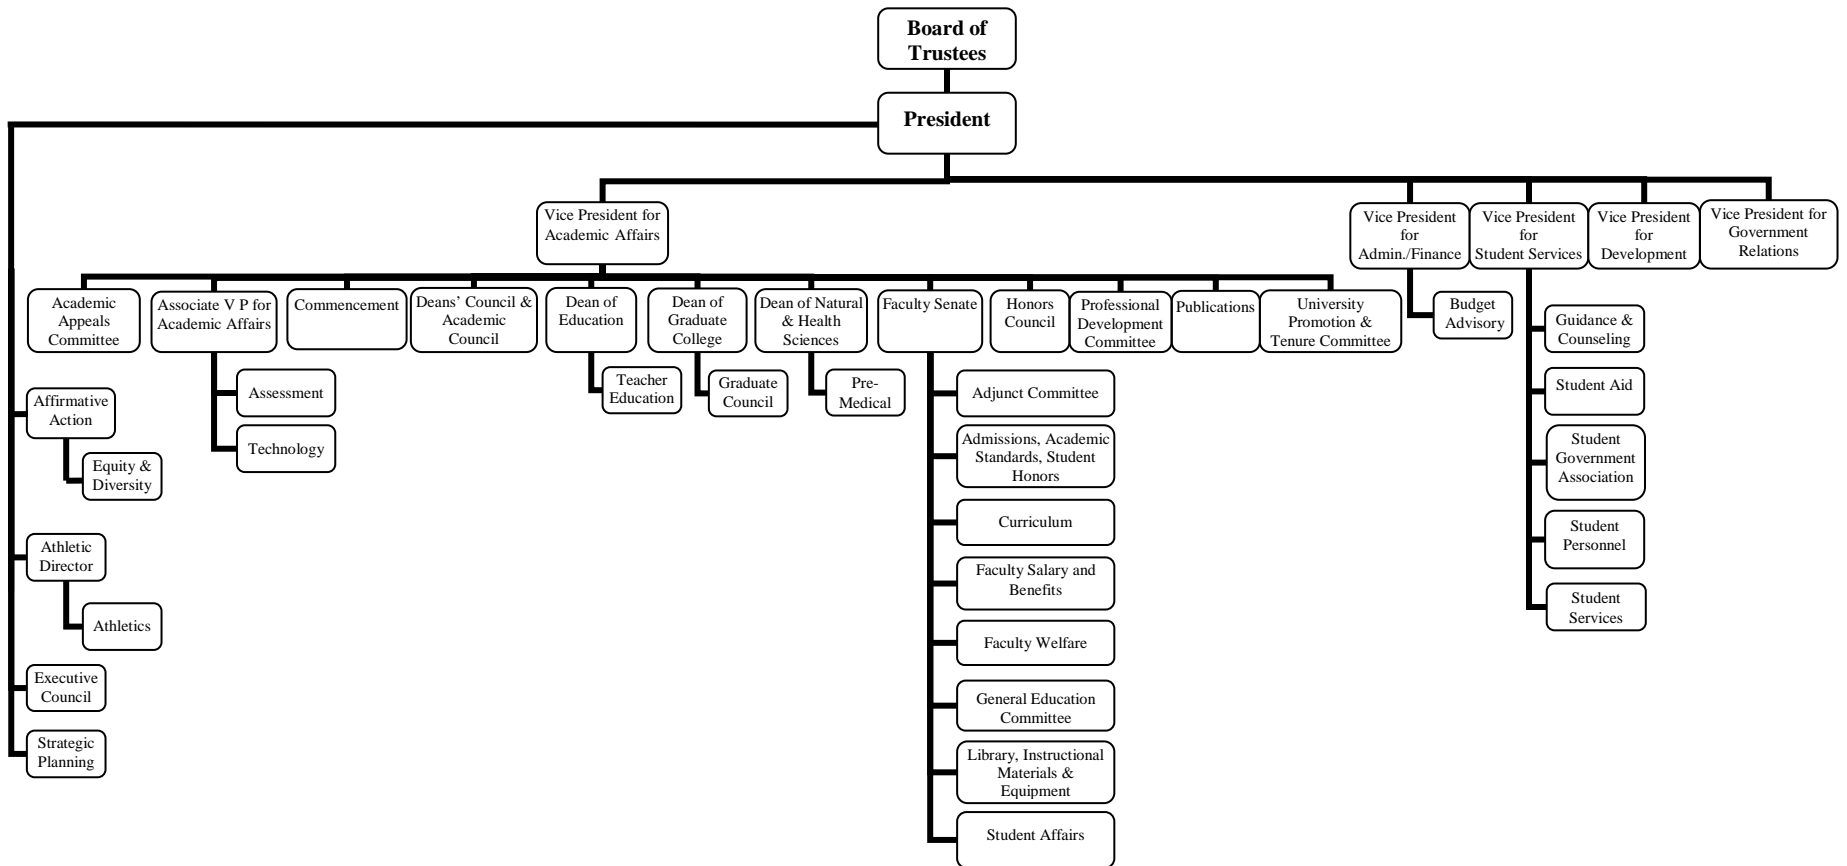 Board of
Trustees
President
Vice President for
Academic Affairs
Vice President
for
Admin./Finance
Vice President
for
Student Services
Vice President
for
Development
Vice President for
Government
Relations
Academic
Appeals
Committee
Associate V P for
Academic Affairs
Commencement
Deans’ Council &
Academic
Council
Dean of
Education
Dean of
Graduate
College
Dean of Natural
& Health
Sciences
Faculty Senate
Honors
Council
Professional
Development
Committee
Publications
University
Promotion &
Tenure Committee
Budget
Advisory
Guidance &
Counseling
Student Aid
Student
Government
Association
Student
Personnel
Student
Services
Assessment
Technology
Teacher
Education
Graduate
Council
Pre-
Medical
Adjunct Committee
Admissions, Academic
Standards, Student
Honors
Curriculum
Faculty Salary and
Benefits
Faculty Welfare
General Education
Committee
Library, Instructional
Materials &
Equipment
Student Affairs
Affirmative
Action
Equity &
Diversity
Athletic
Director
Athletics
Executive
Council
Strategic
Planning